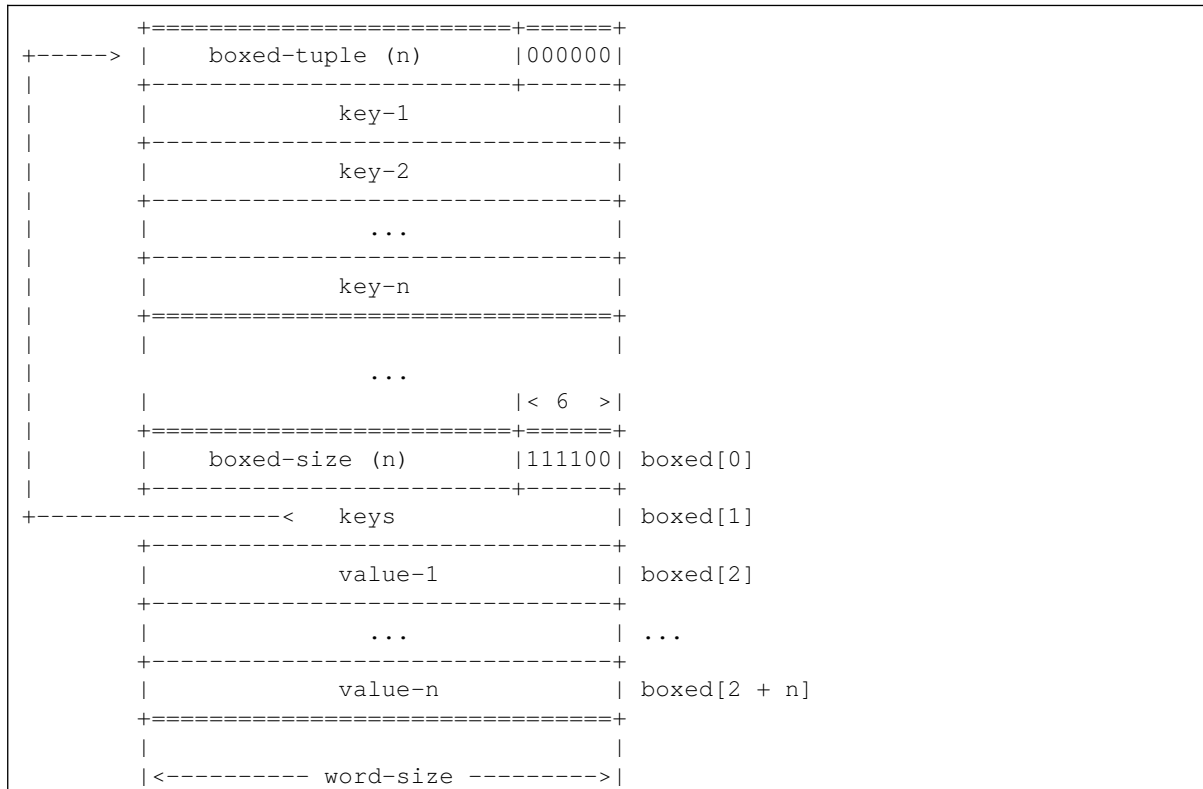 +=========================+======+
+-----> |    boxed-tuple (n)      |000000|
|       +-------------------------+------+
|       |             key-1              |
|       +--------------------------------+
|       |             key-2              |
|       +--------------------------------+
|       |               ...              |
|       +--------------------------------+
|       |             key-n              |
|       +================================+
|       |                                |
|                       ...
|       |                         |< 6  >|
|       +=========================+======+
|       |    boxed-size (n)       |111100| boxed[0]
|       +-------------------------+------+
+-----------------<   keys               | boxed[1]
        +--------------------------------+
        |             value-1            | boxed[2]
        +--------------------------------+
        |               ...              | ...
        +--------------------------------+
        |             value-n            | boxed[2 + n]
        +================================+
        |                                |
        |<---------- word-size --------->|